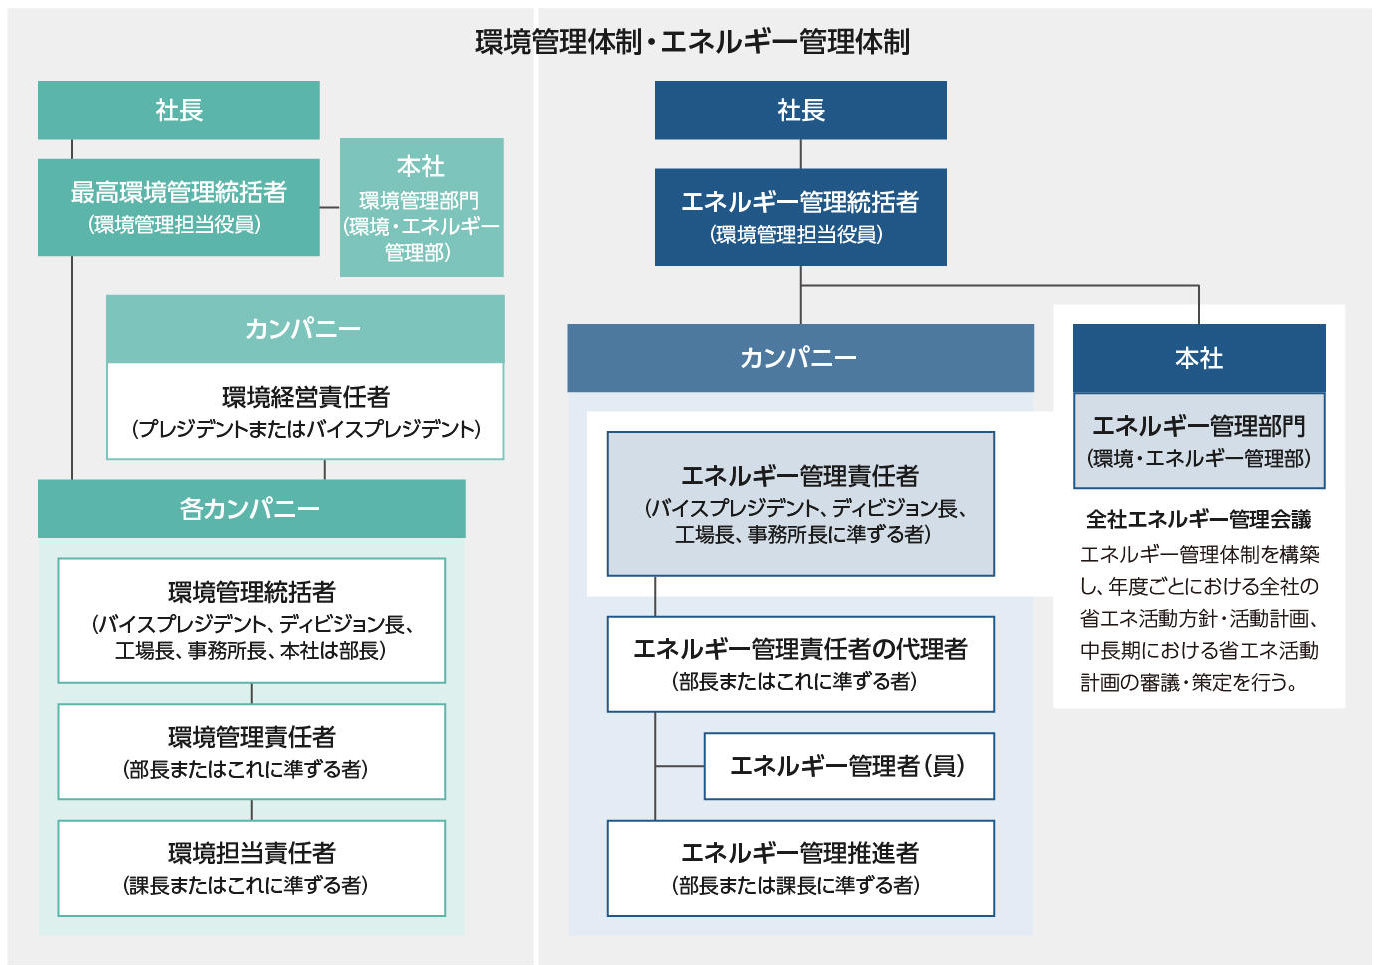 環境管理体制・エネルギー管理体制
社長
最高環境管理統括者
（環境管理担当役員）
本社
環境管理部門
（環境・エネルギー
管理部）
カンパニー
環境経営責任者
（プレジデントまたはバイスプレジデント）
各カンパニー
環境管理統括者
（バイスプレジデント、ディビジョン長、
工場長、事務所長、本社は部長）
環境管理責任者
（部長またはこれに準ずる者）
環境担当責任者
（課長またはこれに準ずる者）
社長
エネルギー管理統括者
（環境管理担当役員）
カンパニー
エネルギー管理責任者
（バイスプレジデント、ディビジョン長、
工場長、事務所長に準ずる者）
エネルギー管理責任者の代理者
（部長またはこれに準ずる者）
エネルギー管理者（員）
エネルギー管理推進者
（部長または課長に準ずる者）
本社
エネルギー管理部門
（環境・エネルギー管理部）
全社エネルギー管理会議
エネルギー管理体制を構築
し、年度ごとにおける全社の
省エネ活動方針・活動計画、
中長期における省エネ活動
計画の審議・策定を行う。